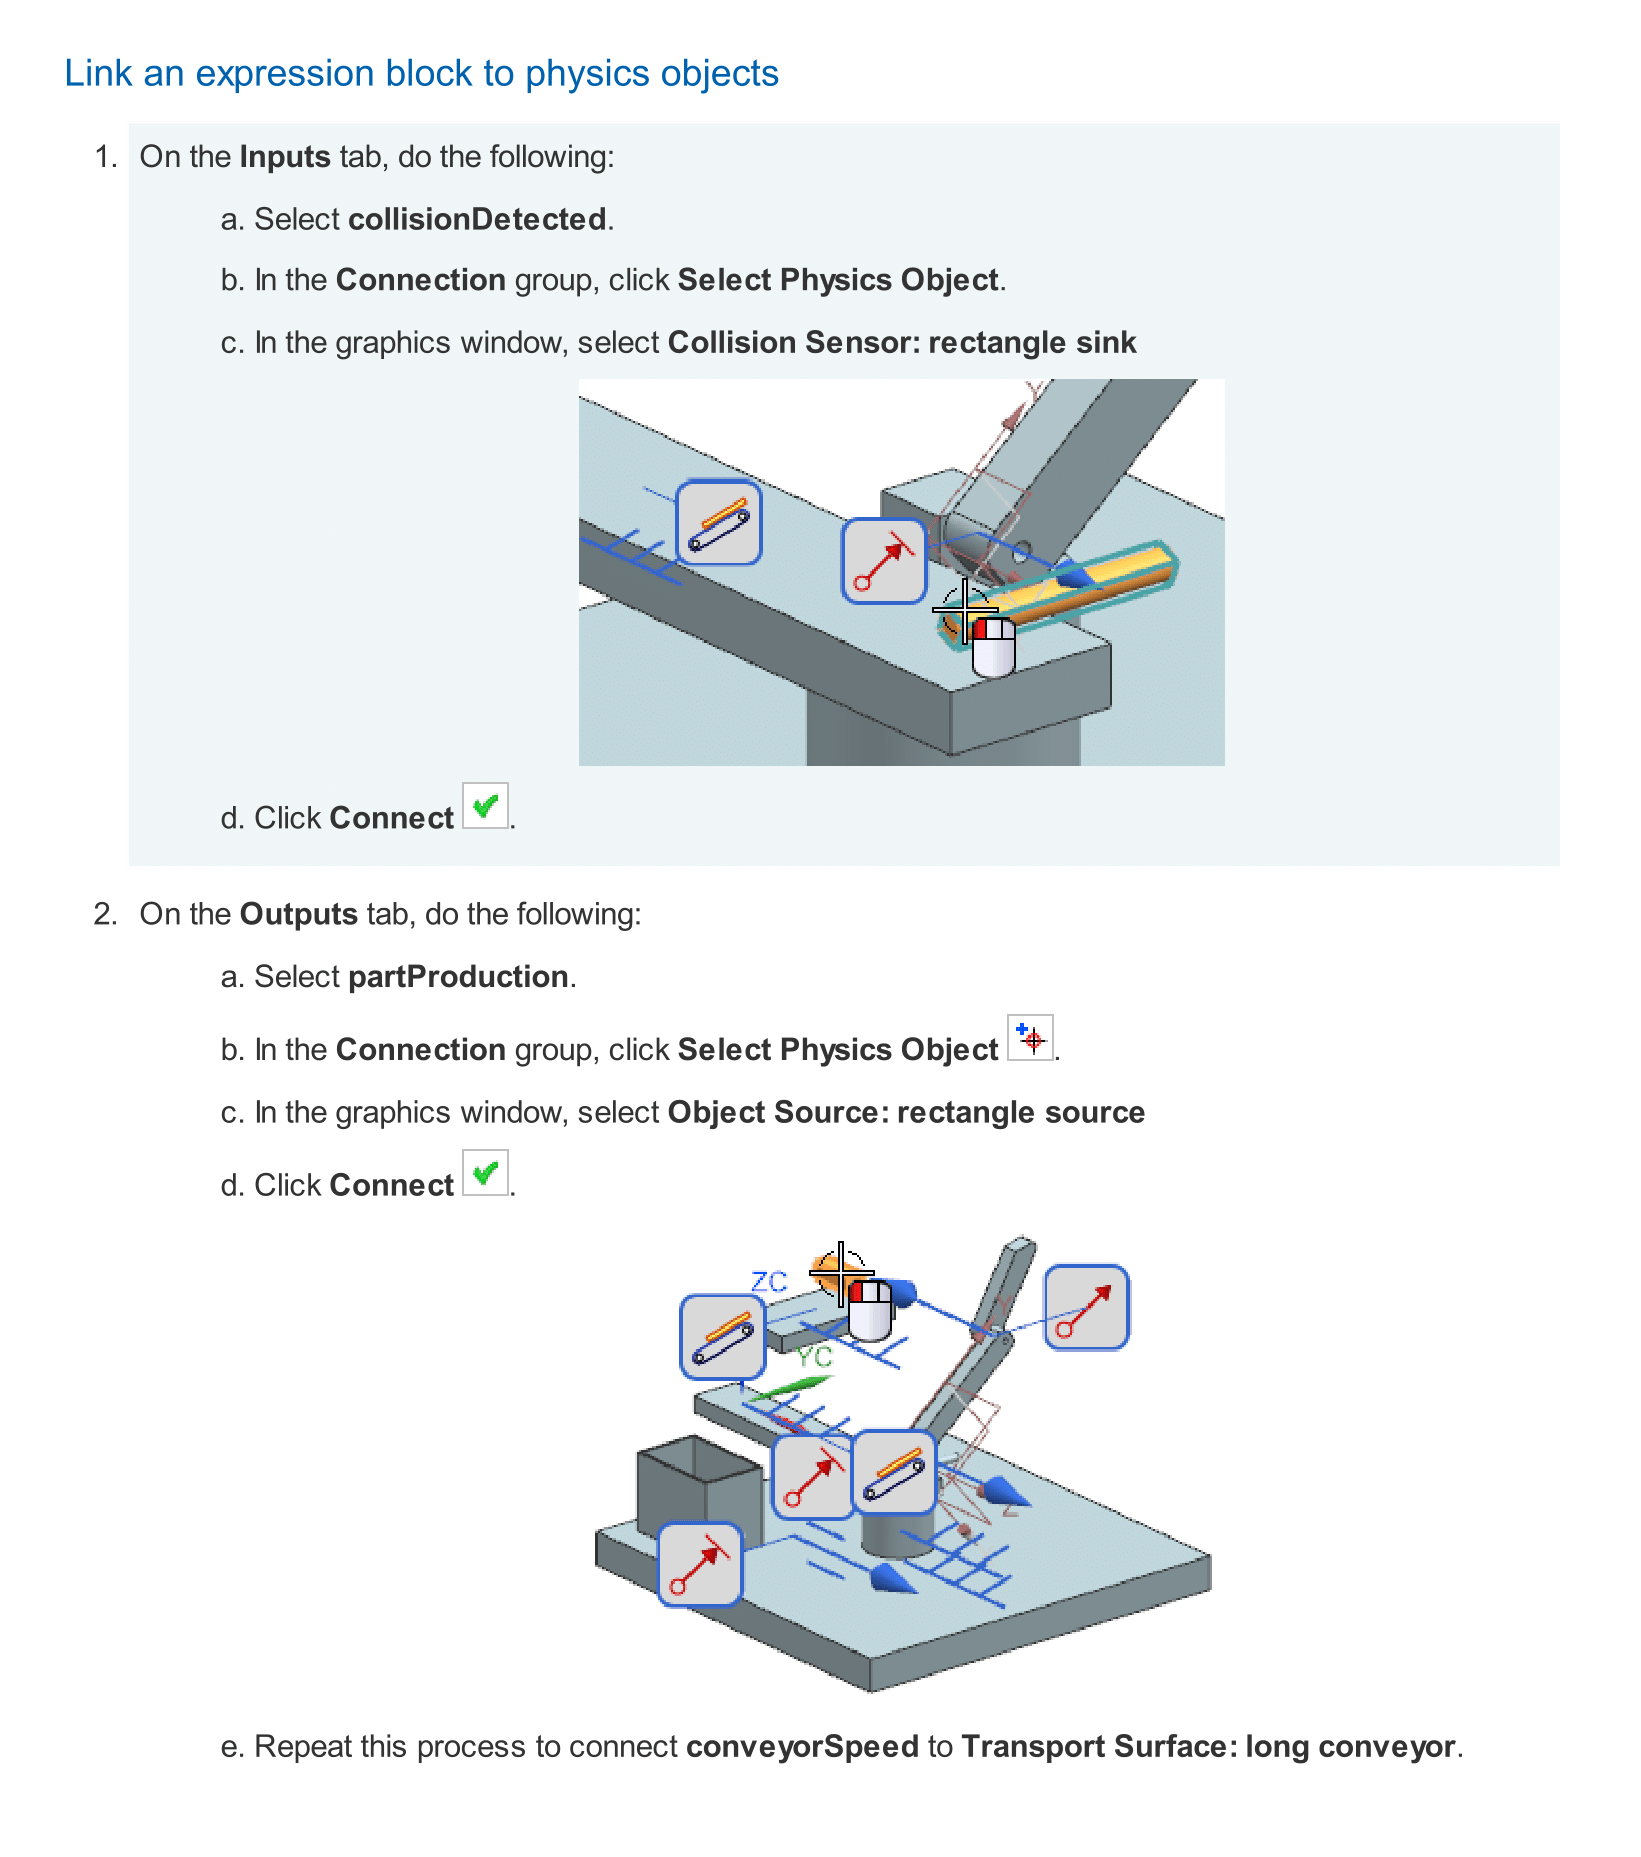 Link an expression block to physics objects
1. On the Inputs tab, do the following:
a. Select collisionDetected.
b. In the Connection group, click Select Physics Object.
c. In the graphics window, select Collision Sensor: rectangle sink
Y
d. Click Connect .
2. On the Outputs tab, do the following:
a. Select partProduction.
b. In the Connection group, click Select Physics Object .
c. In the graphics window, select Object Source: rectangle source
d. Click Connect .
ZC
Y
YC
Z
e. Repeat this process to connect conveyorSpeed to Transport Surface: long conveyor.